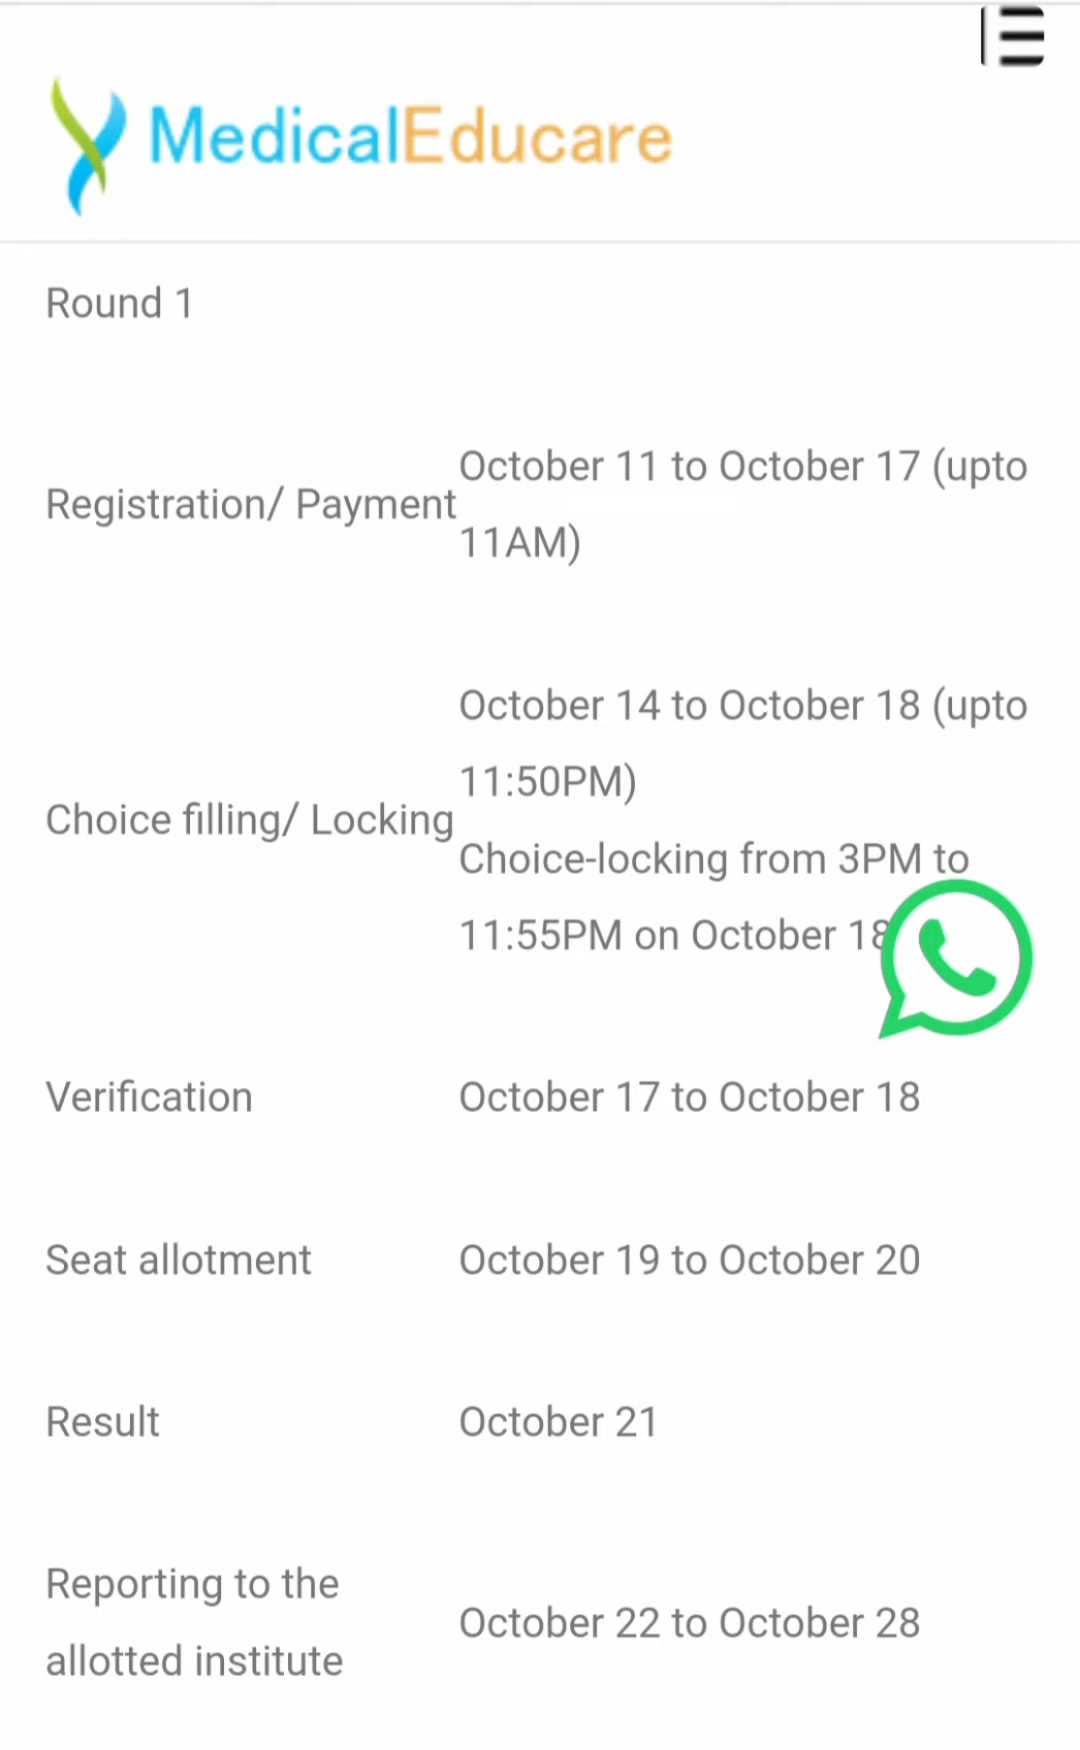 MedicalEducare
Round 1
Registration/ Payment
October 11 to October 17 (upto
11AM)
Choice filling/ Locking
October 14 to October 18 (upto
11:50PM)
Choice-locking from 3PM to
11:55PM on October 18
Verification
October 17 to October 18
Seat allotment
October 19 to October 20
Result
October 21
Reporting to the
allotted institute
October 22 to October 28